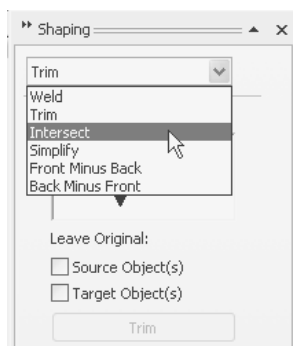 Shaping
Trim
Weld
Trim
Intersect
Simplify
Front Minus Back
Back Minus Front
Leave Original:
Source Object(s)
Target Object(s)
Trim